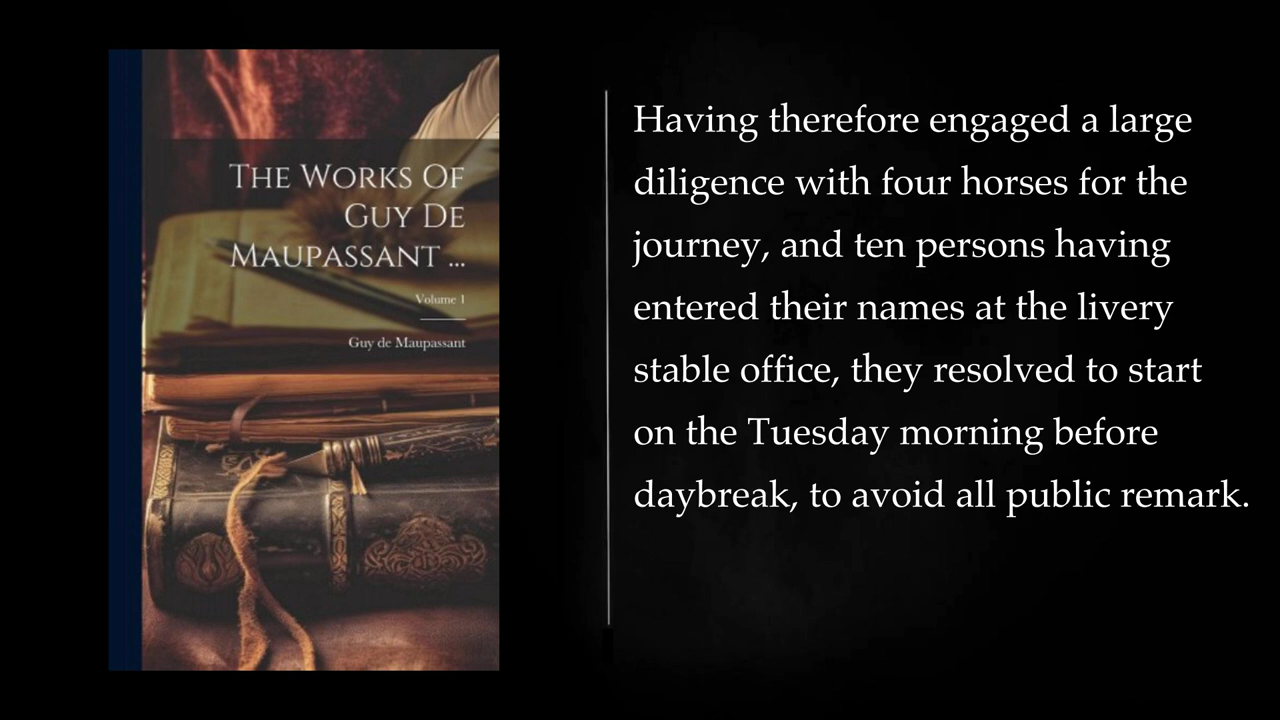 The Works Of
Guy De
Maupassant ...
Volume 1
Guy de Maupassant
Having therefore engaged a large
diligence with four horses for the
journey, and ten persons having
entered their names at the livery
stable office, they resolved to start
on the Tuesday morning before
daybreak, to avoid all public remark.